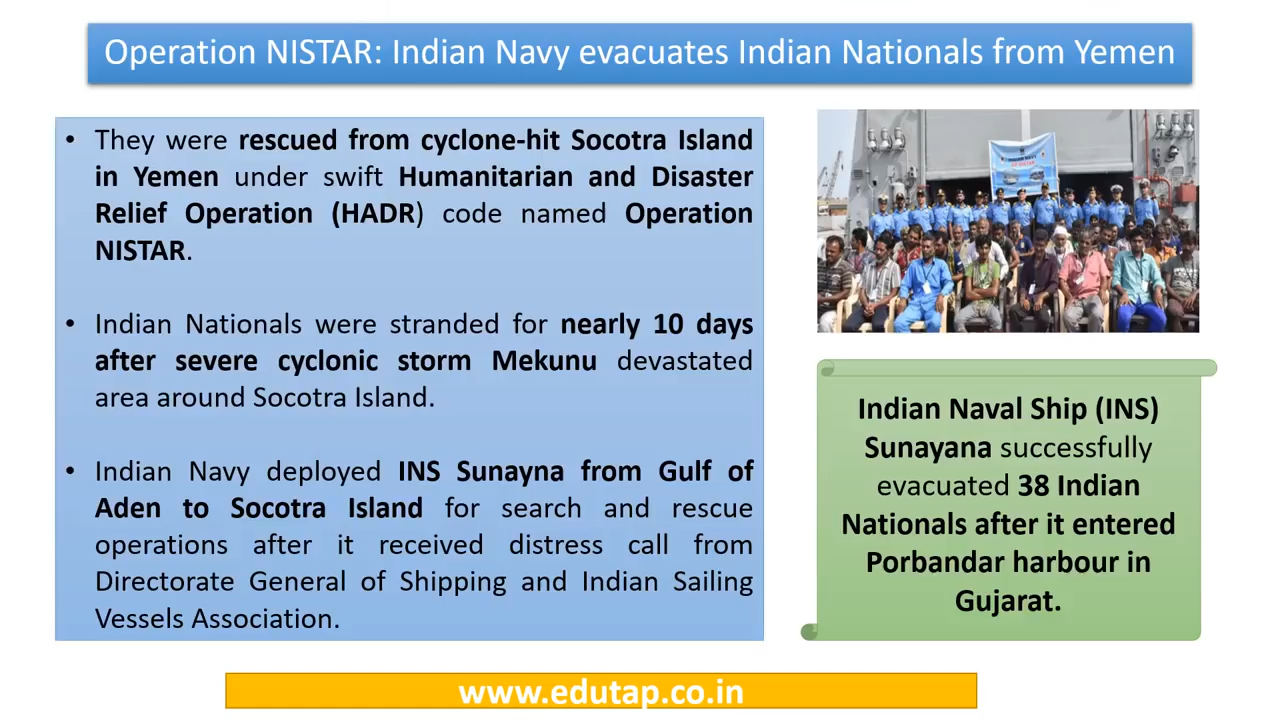 Operation NISTAR: Indian Navy evacuates Indian Nationals from Yemen
• They were rescued from cyclone-hit Socotra Island
in Yemen under swift Humanitarian and Disaster
Relief Operation (HADR) code named Operation
NISTAR.
• Indian Nationals were stranded for nearly 10 days
after severe cyclonic storm Mekunu devastated
area around Socotra Island.
• Indian Navy deployed INS Sunayna from Gulf of
Aden to Socotra Island for search and rescue
operations after it received distress call from
Directorate General of Shipping and Indian Sailing
Vessels Association.
INDIAN NAVY
Indian Naval Ship (INS)
Sunayana successfully
evacuated 38 Indian
Nationals after it entered
Porbandar harbour in
Gujarat.
www.edutap.co.in